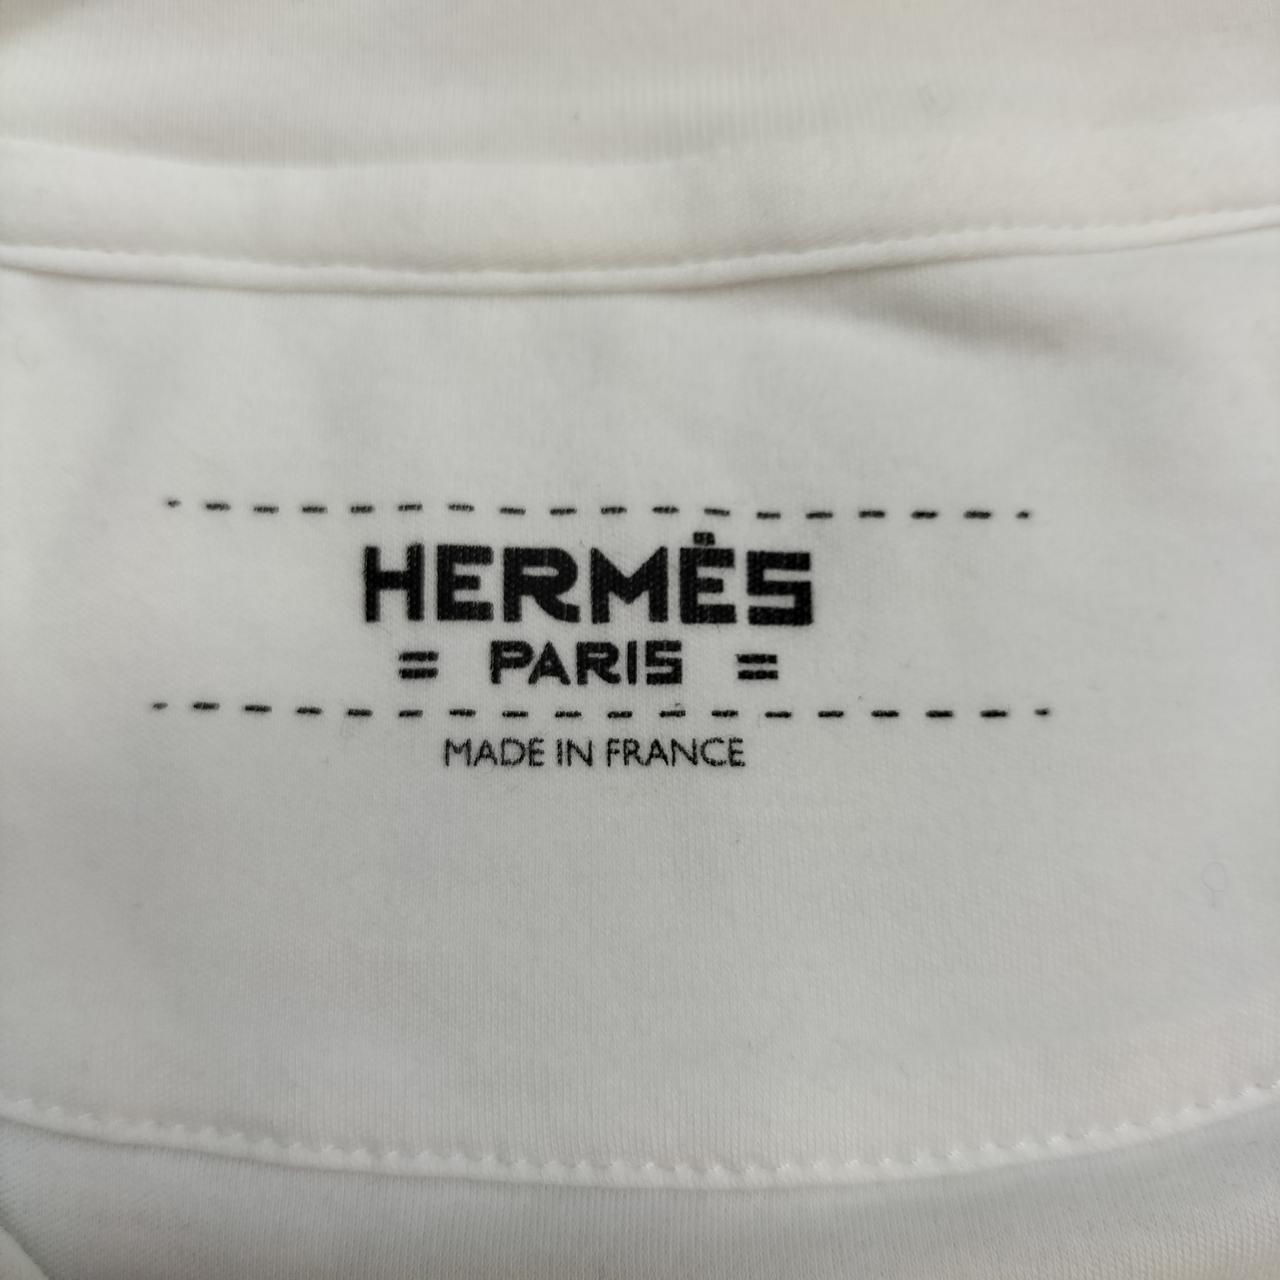 HERMÈS
= PARIS =
MADE IN FRANCE